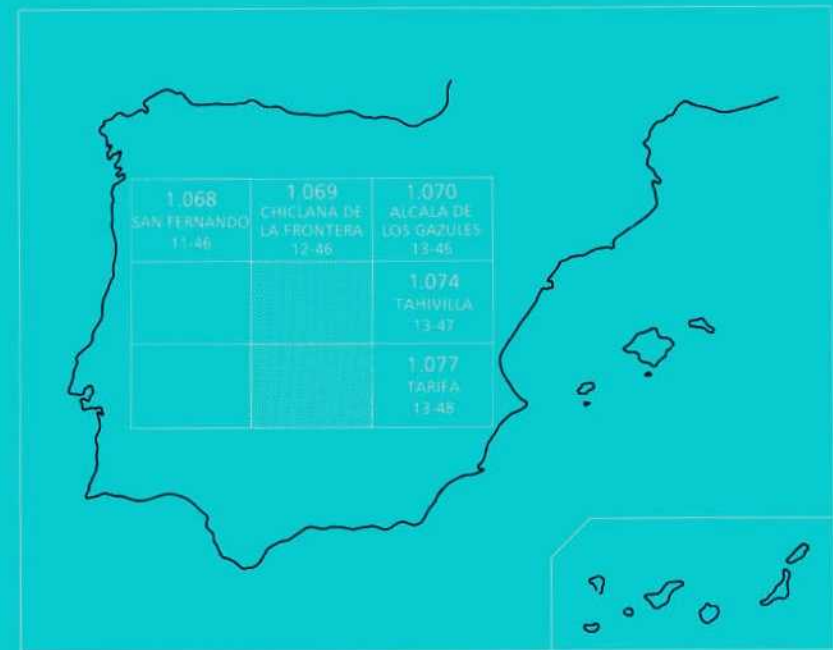 1.068
SAN FERNANDO
11-46
1.069
CHICLANA DE
LA FRONTERA
12-46
1.070
ALCALA DE
LOS GAZULES
13-46
1.074
TAHIVILLA
13-47
1.077
TARIFA
13-48